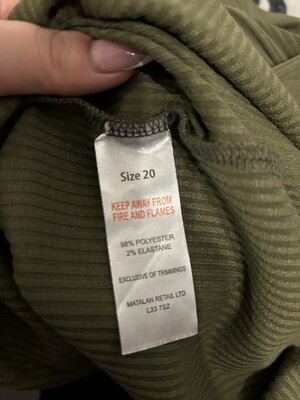 Size 20
KEEP AWAY FROM
FIRE AND FLAMES
98% POLYESTER
2% ELASTANE
EXCLUSIVE OF TRIMMINGS
MATALAN RETAIL LTD
L33 7SZ